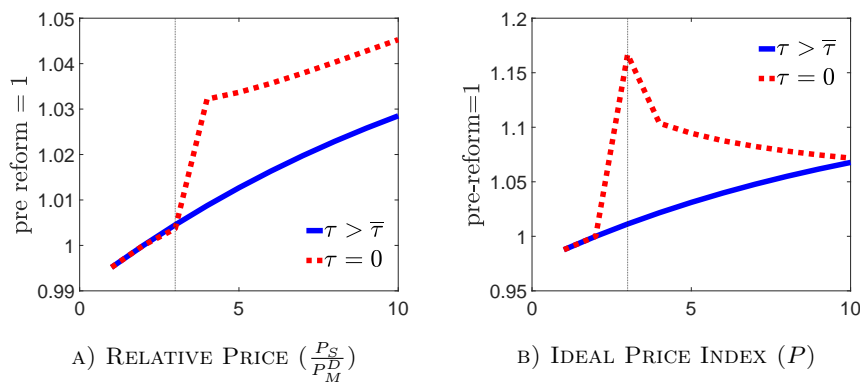 1.05
1.04
1.03
1.02
1.01
1
0.99
pre reform = 1
τ > τ̅
τ = 0
0
5
10
A) RELATIVE PRICE (P_S/P_M^D)
1.2
1.15
1.1
1.05
1
0.95
pre-reform=1
τ > τ̅
τ = 0
0
5
10
B) IDEAL PRICE INDEX (P)